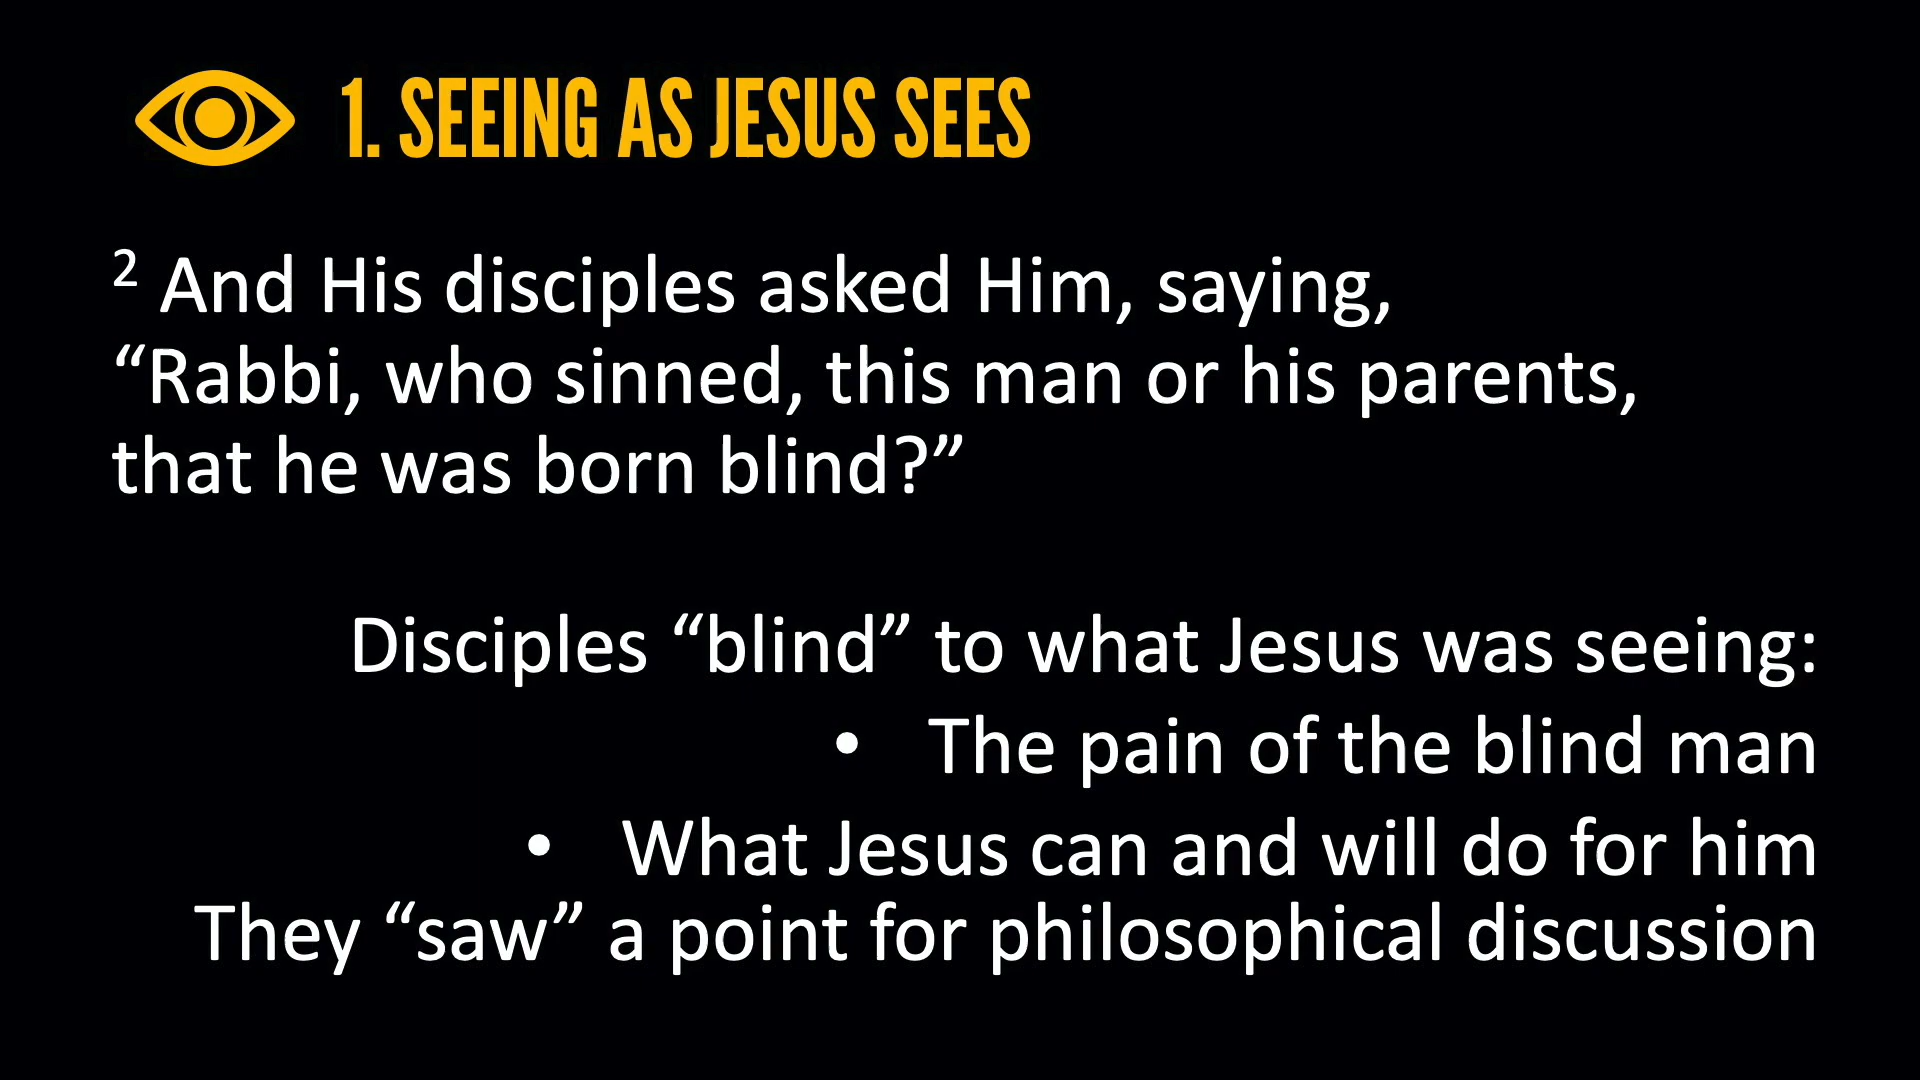 1. SEEING AS JESUS SEES
² And His disciples asked Him, saying,
“Rabbi, who sinned, this man or his parents,
that he was born blind?”
Disciples “blind” to what Jesus was seeing:
• The pain of the blind man
• What Jesus can and will do for him
They “saw” a point for philosophical discussion